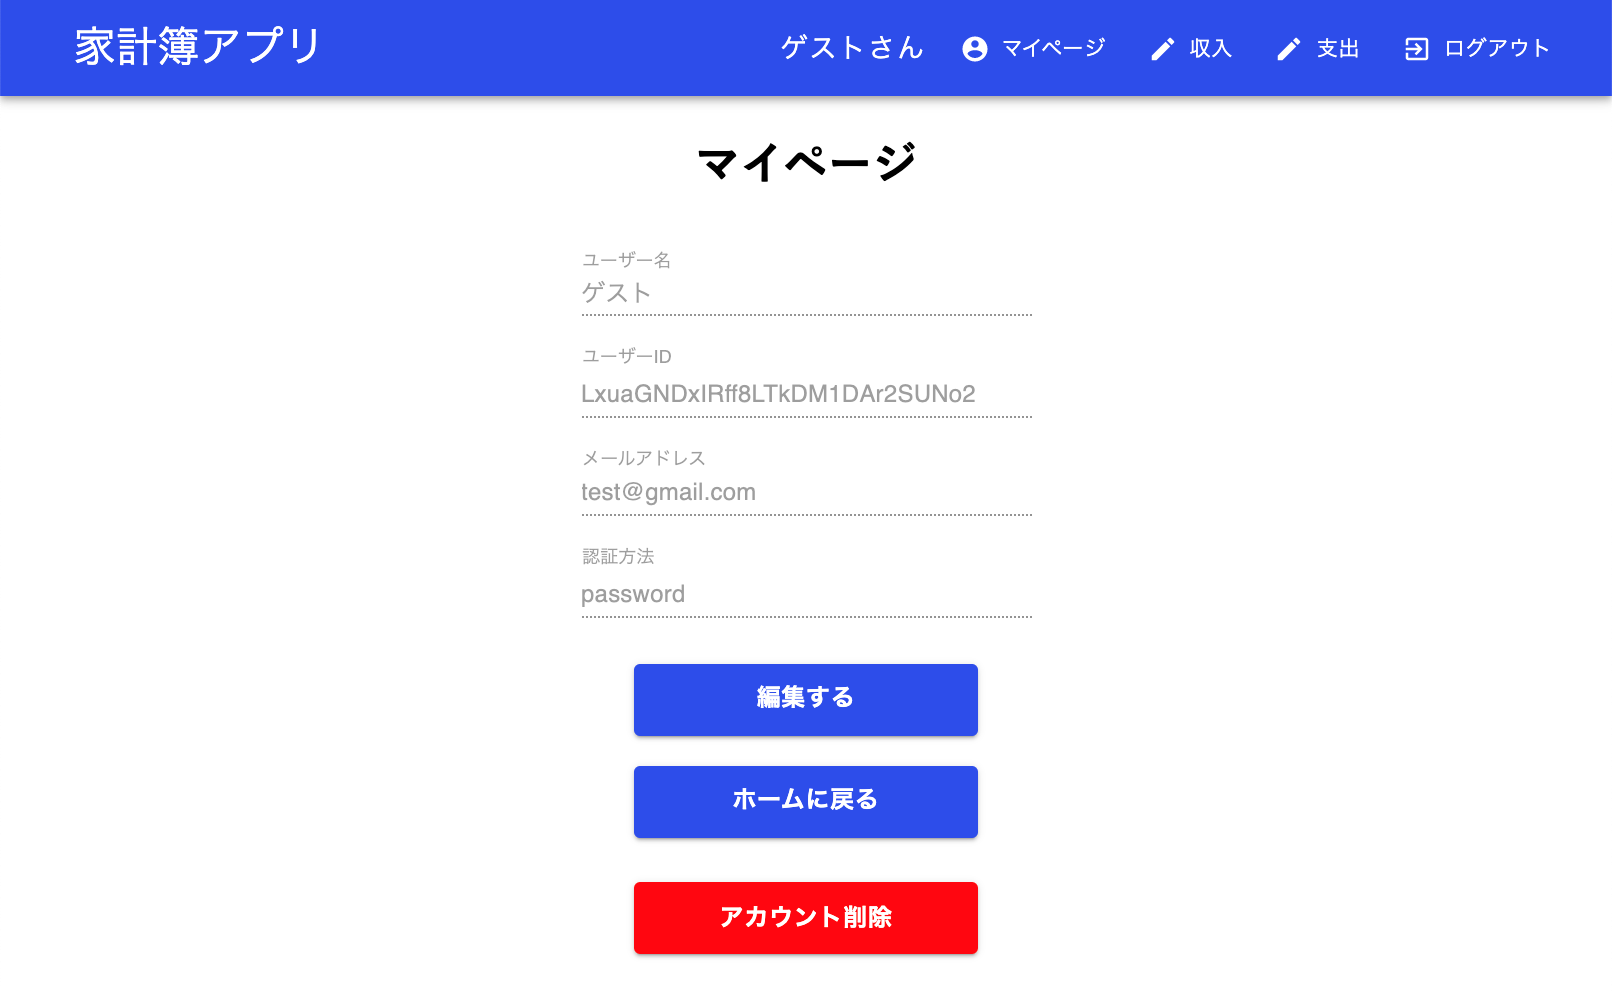 家計簿アプリ
ゲストさん マイページ 収入 支出 ログアウト
マイページ
ユーザー名
ゲスト
ユーザーID
LxuaGNDxIRff8LTkDM1DAr2SUNo2
メールアドレス
test@gmail.com
認証方法
password
編集する
ホームに戻る
アカウント削除